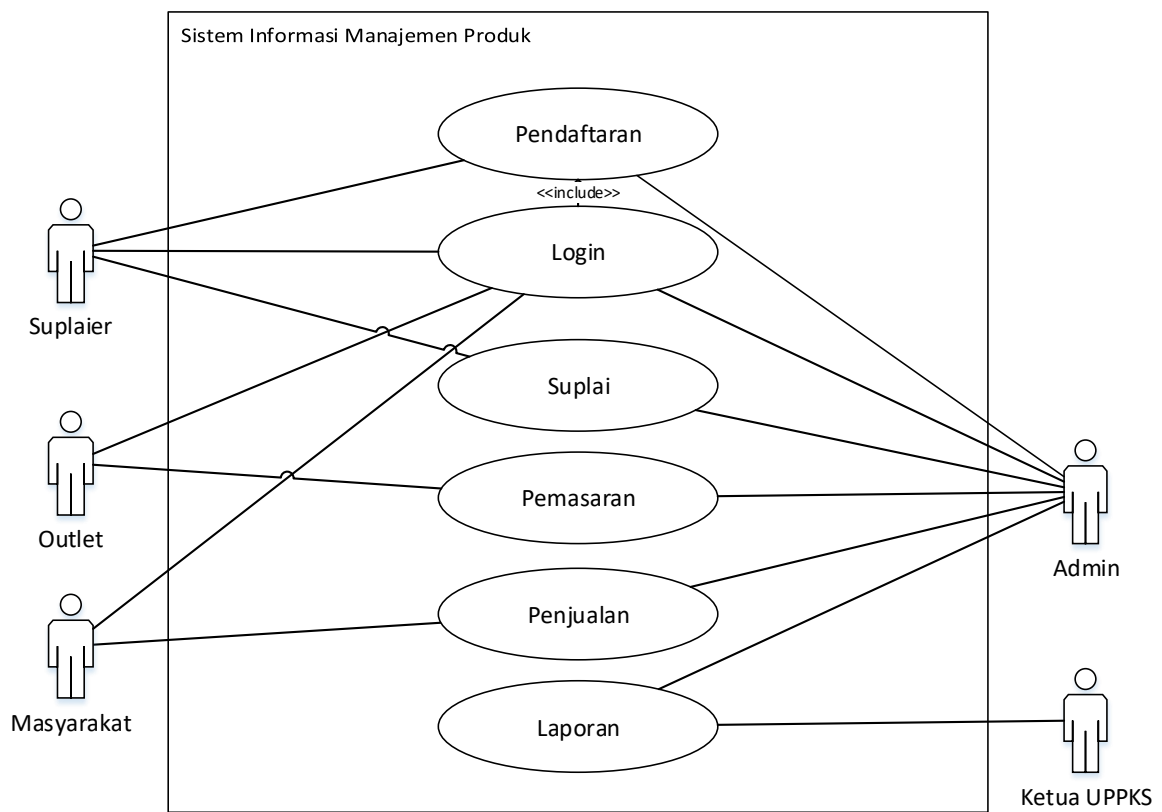 Sistem Informasi Manajemen Produk
Pendaftaran
<<include>>
Login
Suplaier
Suplai
Outlet
Pemasaran
Admin
Penjualan
Masyarakat
Laporan
Ketua UPPKS